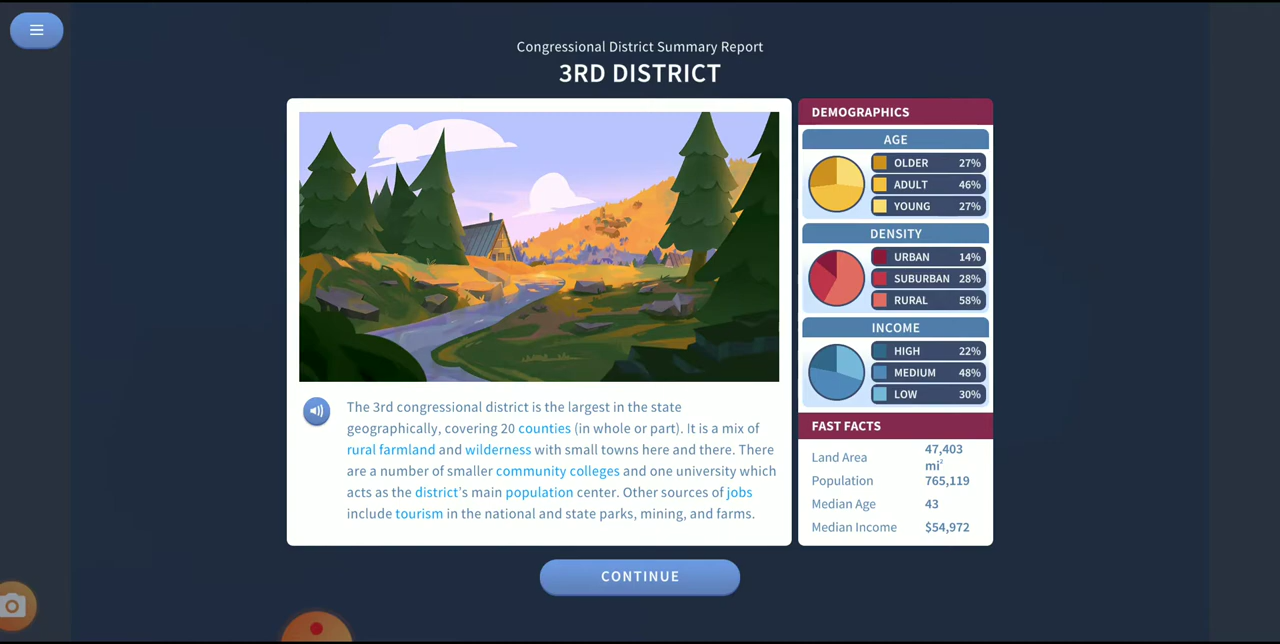 Congressional District Summary Report
3RD DISTRICT
The 3rd congressional district is the largest in the state
geographically, covering 20 counties (in whole or part). It is a mix of
rural farmland and wilderness with small towns here and there. There
are a number of smaller community colleges and one university which
acts as the district's main population center. Other sources of jobs
include tourism in the national and state parks, mining, and farms.
DEMOGRAPHICS
AGE
OLDER 27%
ADULT 46%
YOUNG 27%
DENSITY
URBAN 14%
SUBURBAN 28%
RURAL 58%
INCOME
HIGH 22%
MEDIUM 48%
LOW 30%
FAST FACTS
Land Area 47,403
mi²
Population 765,119
Median Age 43
Median Income $54,972
CONTINUE